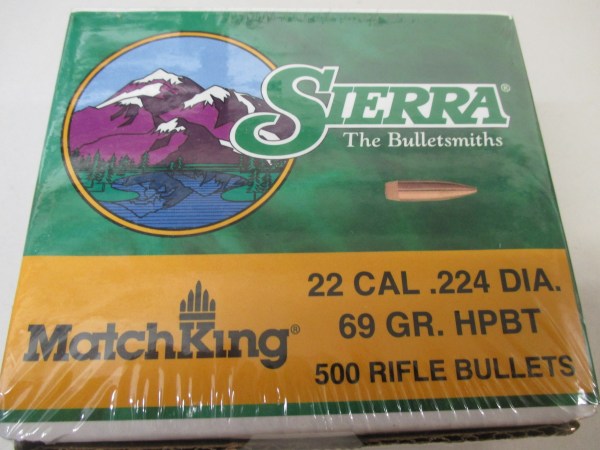 SIERRA®
The Bulletsmiths
22 CAL .224 DIA.
69 GR. HPBT
500 RIFLE BULLETS
MatchKing®